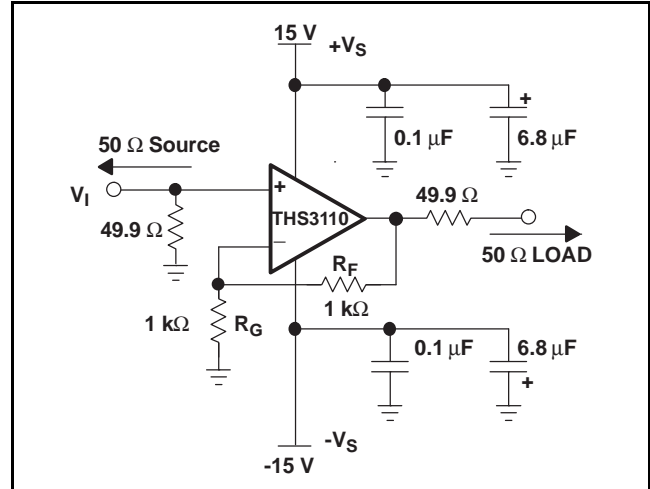 15 V
+VS
+
0.1 µF
6.8 µF
50 Ω Source
VI
49.9 Ω
+
THS3110
−
49.9 Ω
50 Ω LOAD
RF
1 kΩ
1 kΩ
RG
0.1 µF
6.8 µF
+
-VS
-15 V